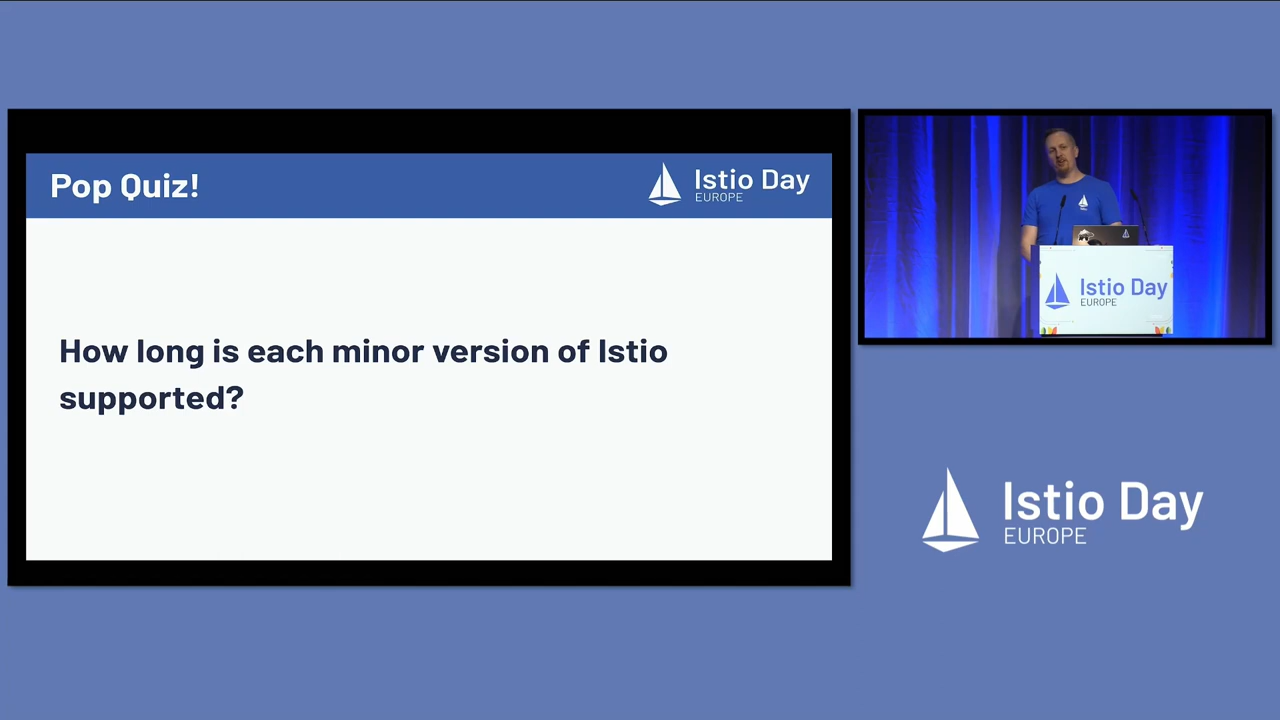 Pop Quiz!
Istio Day
EUROPE
How long is each minor version of Istio
supported?
Istio Day
EUROPE
Istio Day
EUROPE